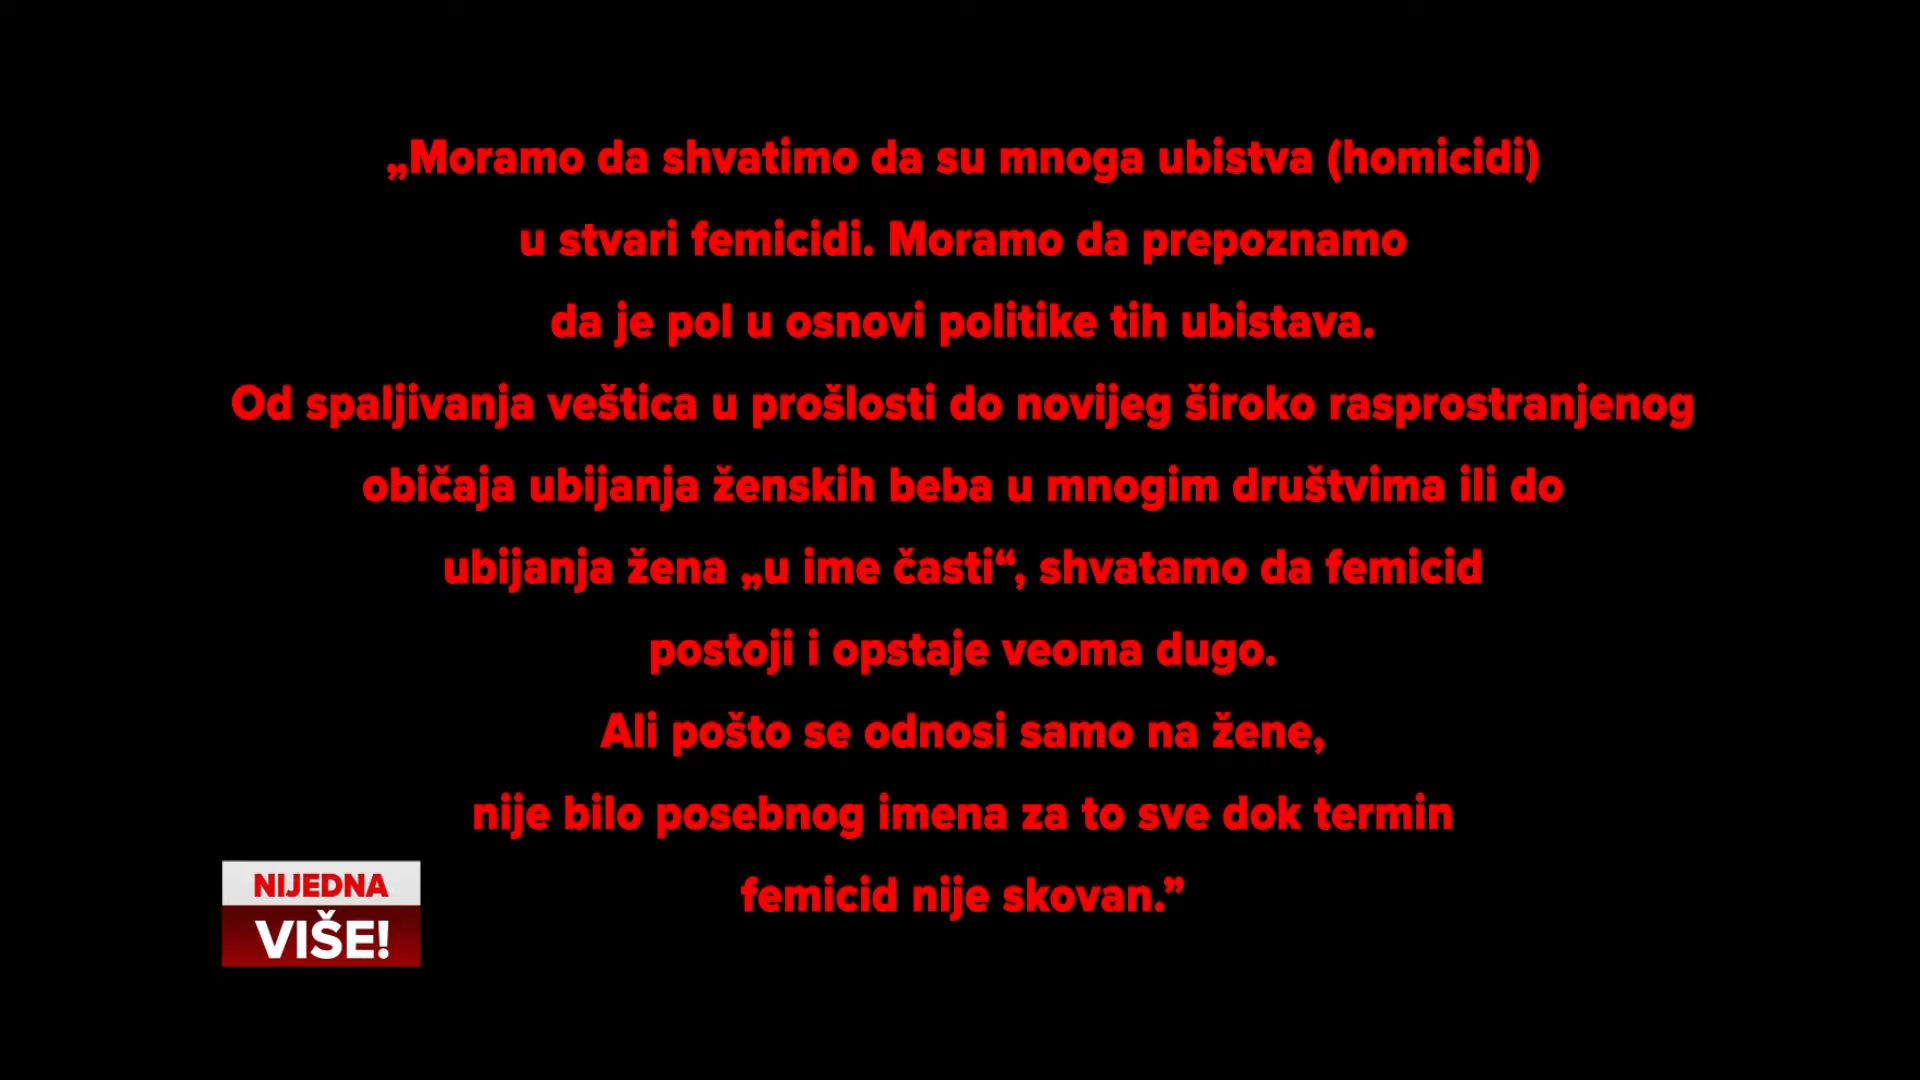 „Moramo da shvatimo da su mnoga ubistva (homicidi)
u stvari femicidi. Moramo da prepoznamo
da je pol u osnovi politike tih ubistava.
Od spaljivanja veštica u prošlosti do novijeg široko rasprostranjenog
običaja ubijanja ženskih beba u mnogim društvima ili do
ubijanja žena „u ime časti“, shvatamo da femicid
postoji i opstaje veoma dugo.
Ali pošto se odnosi samo na žene,
nije bilo posebnog imena za to sve dok termin
femicid nije skovan.”
NIJEDNA
VIŠE!